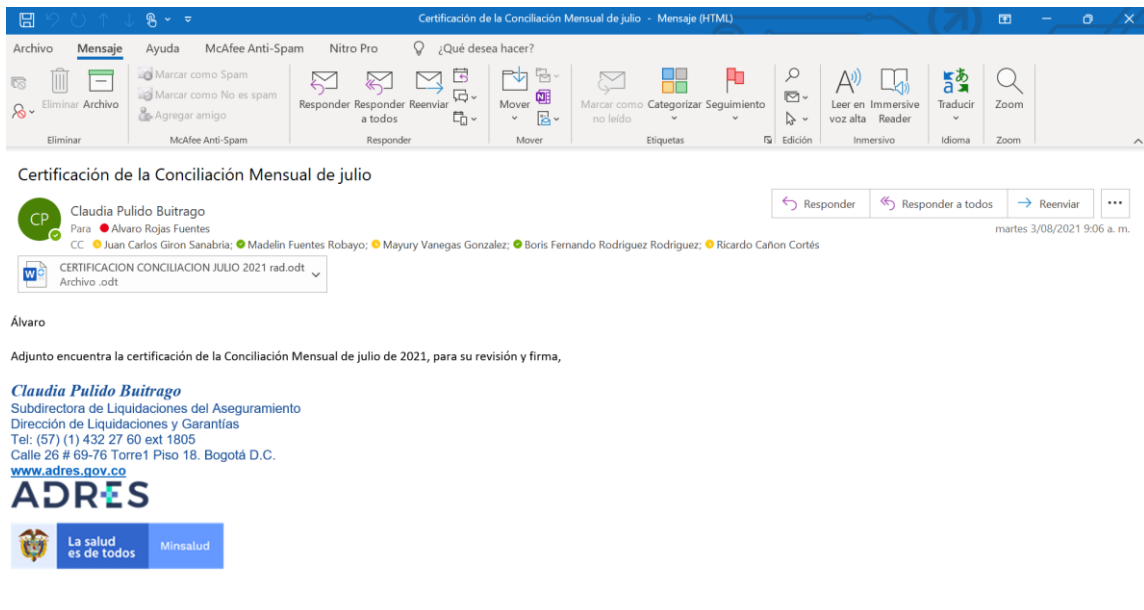 Certificación de la Conciliación Mensual de julio - Mensaje (HTML)
Archivo Mensaje Ayuda McAfee Anti-Spam Nitro Pro ¿Qué desea hacer?
Eliminar Archivo
Marcar como Spam
Marcar como No es spam
Agregar amigo
Responder Responder a todos Reenviar
Mover
Marcar como no leído Categorizar Seguimiento
Leer en voz alta Immersive Reader
Traducir
Zoom
Eliminar McAfee Anti-Spam Responder Mover Etiquetas Edición Inmersivo Idioma Zoom
Certificación de la Conciliación Mensual de julio
CP
Claudia Pulido Buitrago
Responder Responder a todos Reenviar
Para Alvaro Rojas Fuentes
martes 3/08/2021 9:06 a. m.
CC Juan Carlos Giron Sanabria; Madelin Fuentes Robayo; Mayury Vanegas Gonzalez; Boris Fernando Rodriguez Rodriguez; Ricardo Cañon Cortés
CERTIFICACION CONCILIACION JULIO 2021 rad.odt
Archivo .odt
Álvaro
Adjunto encuentra la certificación de la Conciliación Mensual de julio de 2021, para su revisión y firma,
Claudia Pulido Buitrago
Subdirectora de Liquidaciones del Aseguramiento
Dirección de Liquidaciones y Garantías
Tel: (57) (1) 432 27 60 ext 1805
Calle 26 # 69-76 Torre1 Piso 18. Bogotá D.C.
www.adres.gov.co
ADRES
La salud
es de todos
Minsalud